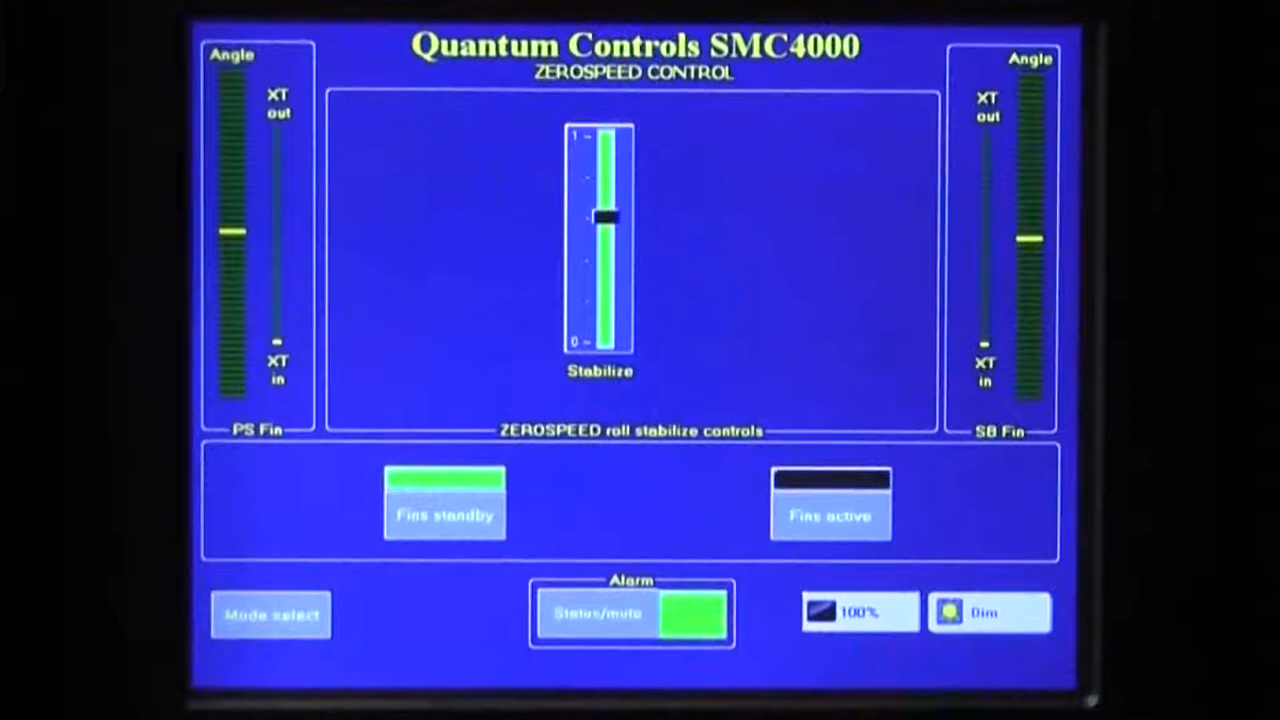 Quantum Controls SMC4000
ZEROSPEED CONTROL
Angle
XT
out
XT
in
PS Fin
1
0
Stabilize
ZEROSPEED roll stabilize controls
Angle
XT
out
XT
in
SB Fin
Fins standby
Fins active
Mode select
Alarm
Status/mute
100%
Dim